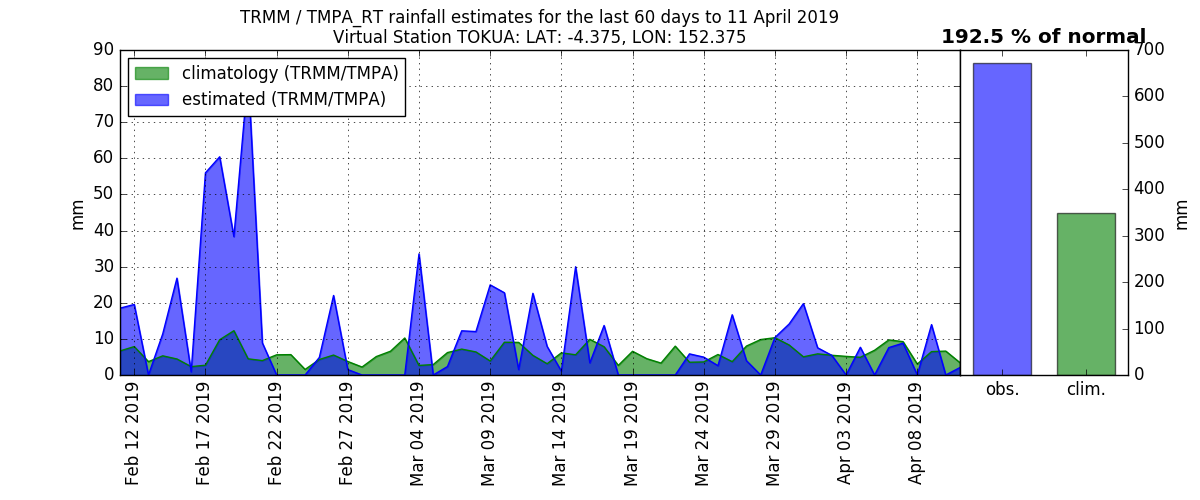 TRMM / TMPA_RT rainfall estimates for the last 60 days to 11 April 2019
Virtual Station TOKUA: LAT: -4.375, LON: 152.375
192.5 % of normal
climatology (TRMM/TMPA)
estimated (TRMM/TMPA)
90
80
70
60
50
40
30
20
10
0
mm
Feb 12 2019
Feb 17 2019
Feb 22 2019
Feb 27 2019
Mar 04 2019
Mar 09 2019
Mar 14 2019
Mar 19 2019
Mar 24 2019
Mar 29 2019
Apr 03 2019
Apr 08 2019
700
600
500
400
300
200
100
0
mm
obs.
clim.